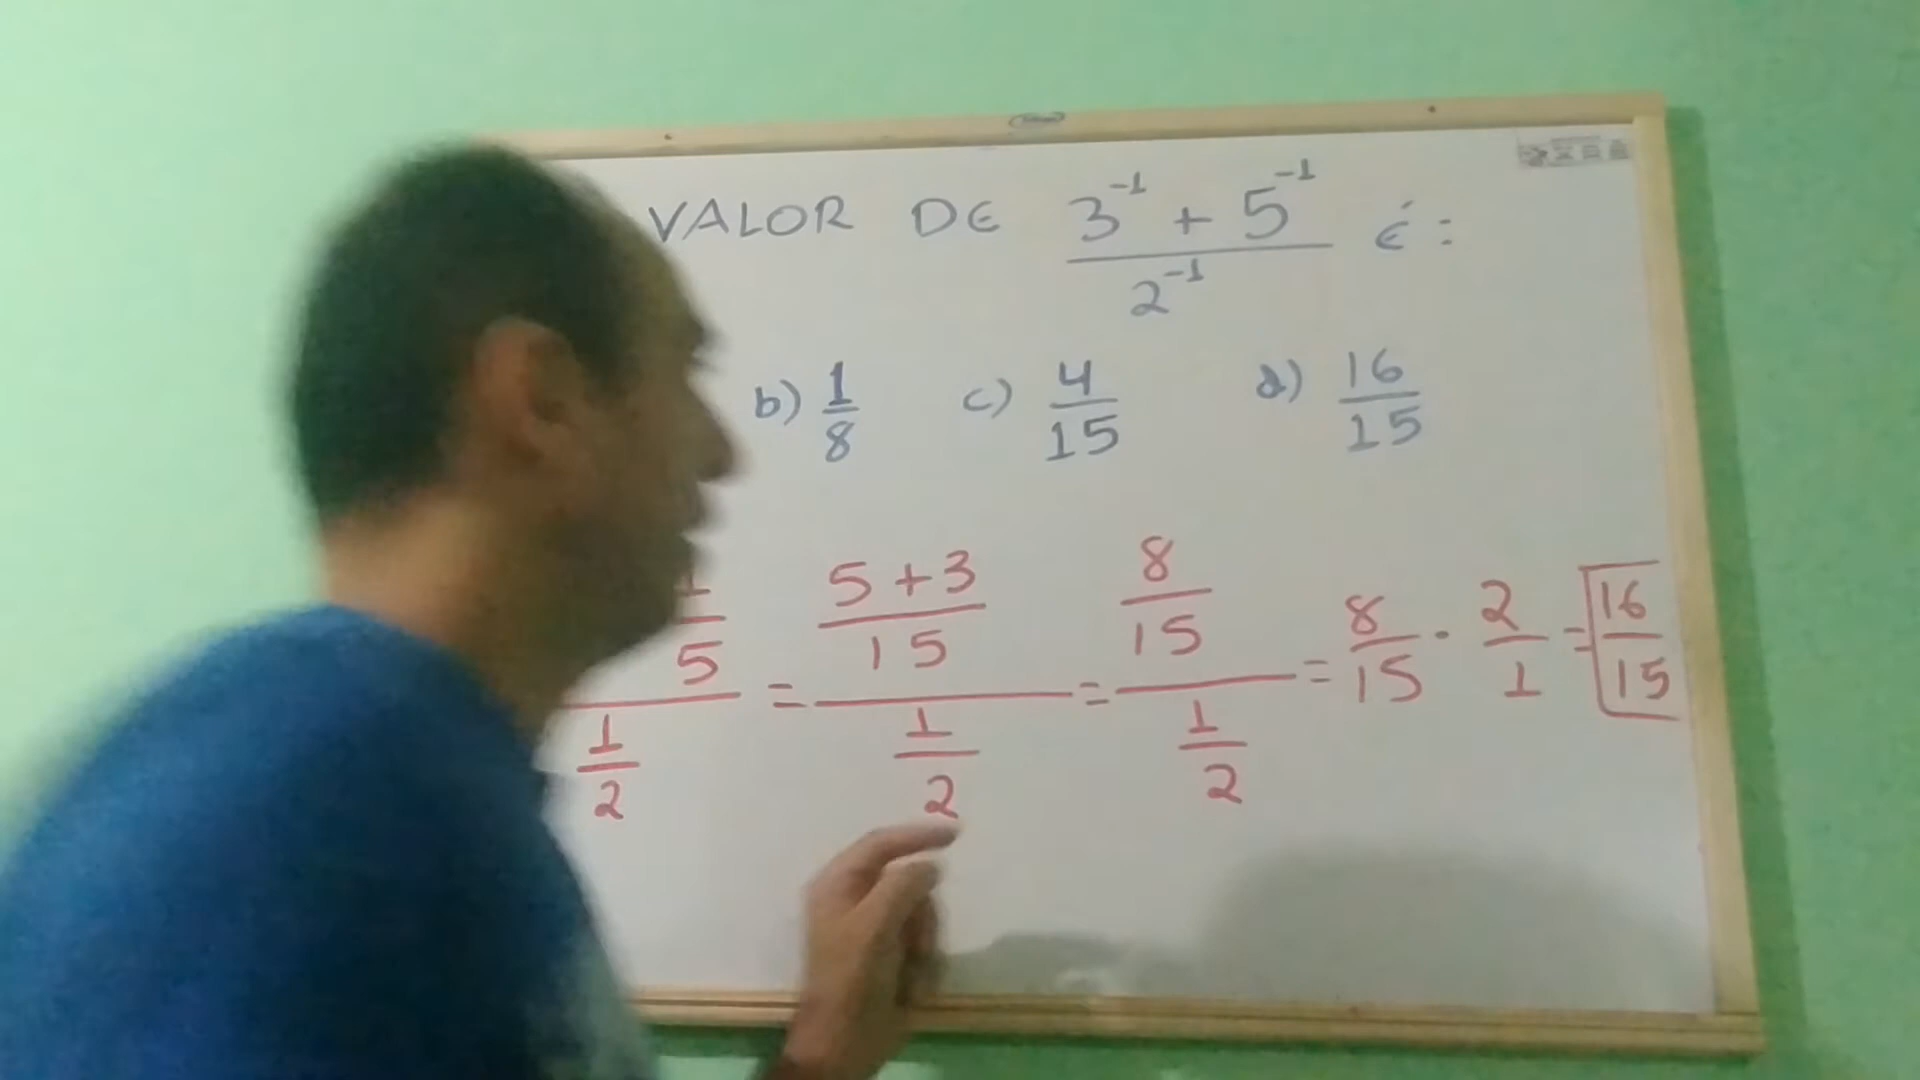 VALOR DE 3⁻¹ + 5⁻¹ / 2⁻¹ é :
b) 1/8 c) 4/15 d) 16/15
1/5 / 1/2 = 5+3/15 / 1/2 = 8/15 / 1/2 = 8/15 · 2/1 = 16/15